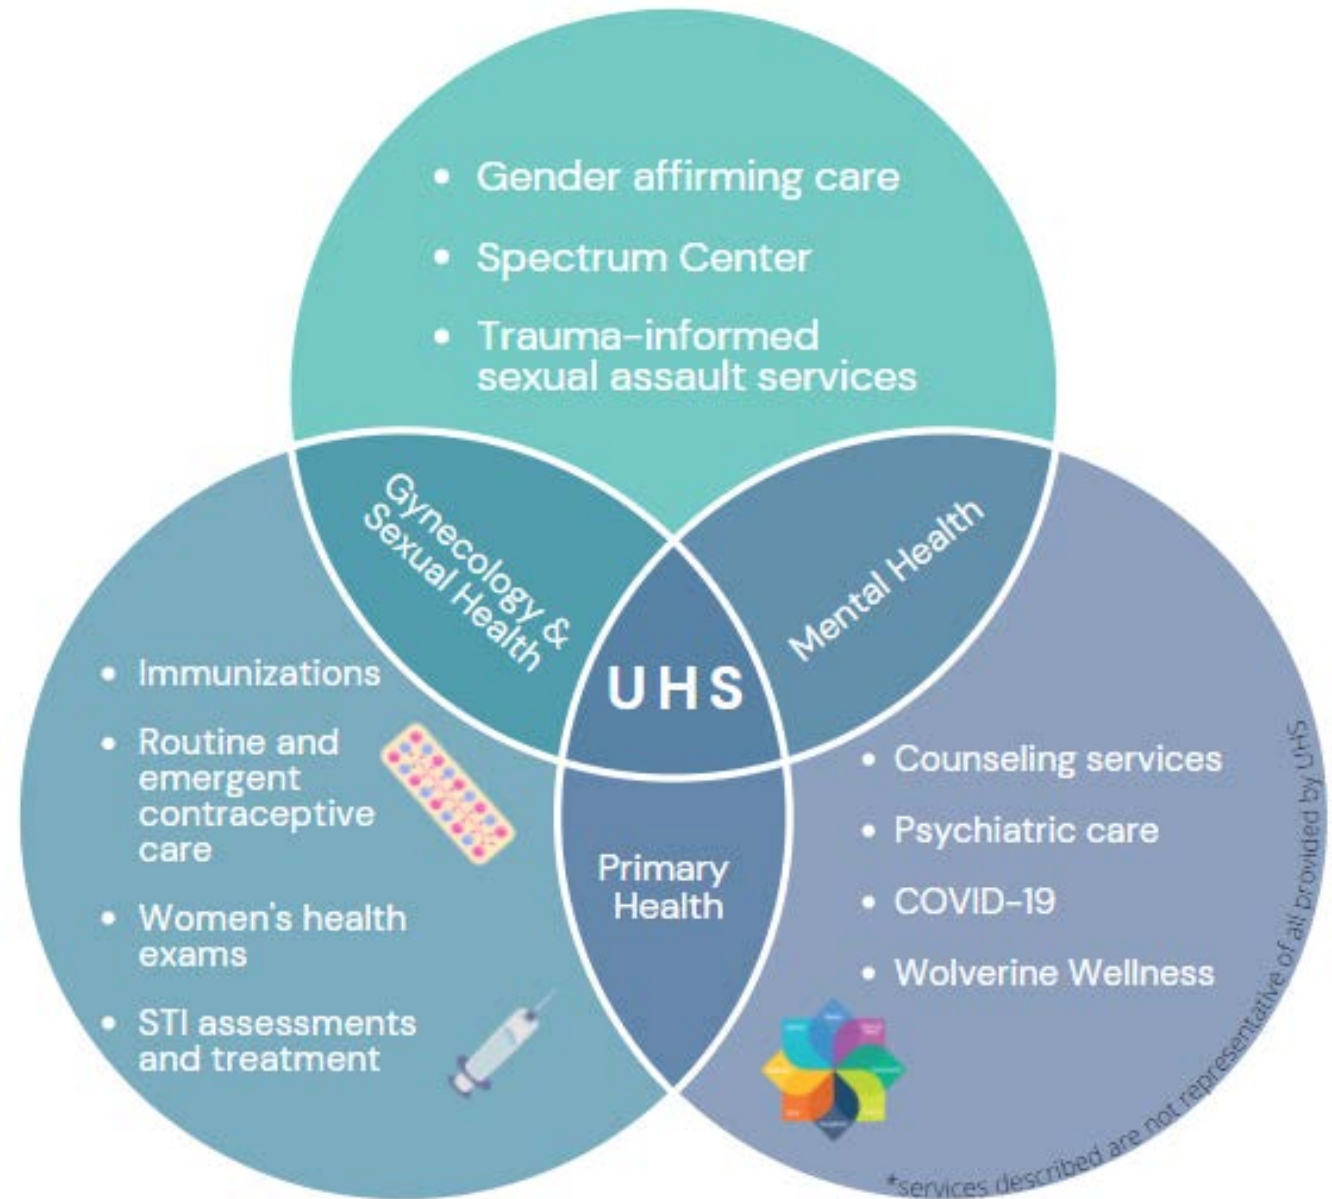 • Gender affirming care
• Spectrum Center
• Trauma-informed
sexual assault services
Gynecology &
Sexual Health
Mental Health
UHS
Primary
Health
• Immunizations
• Routine and
emergent
contraceptive
care
• Women's health
exams
• STI assessments
and treatment
• Counseling services
• Psychiatric care
• COVID-19
• Wolverine Wellness
*services described are not representative of all provided by UHS